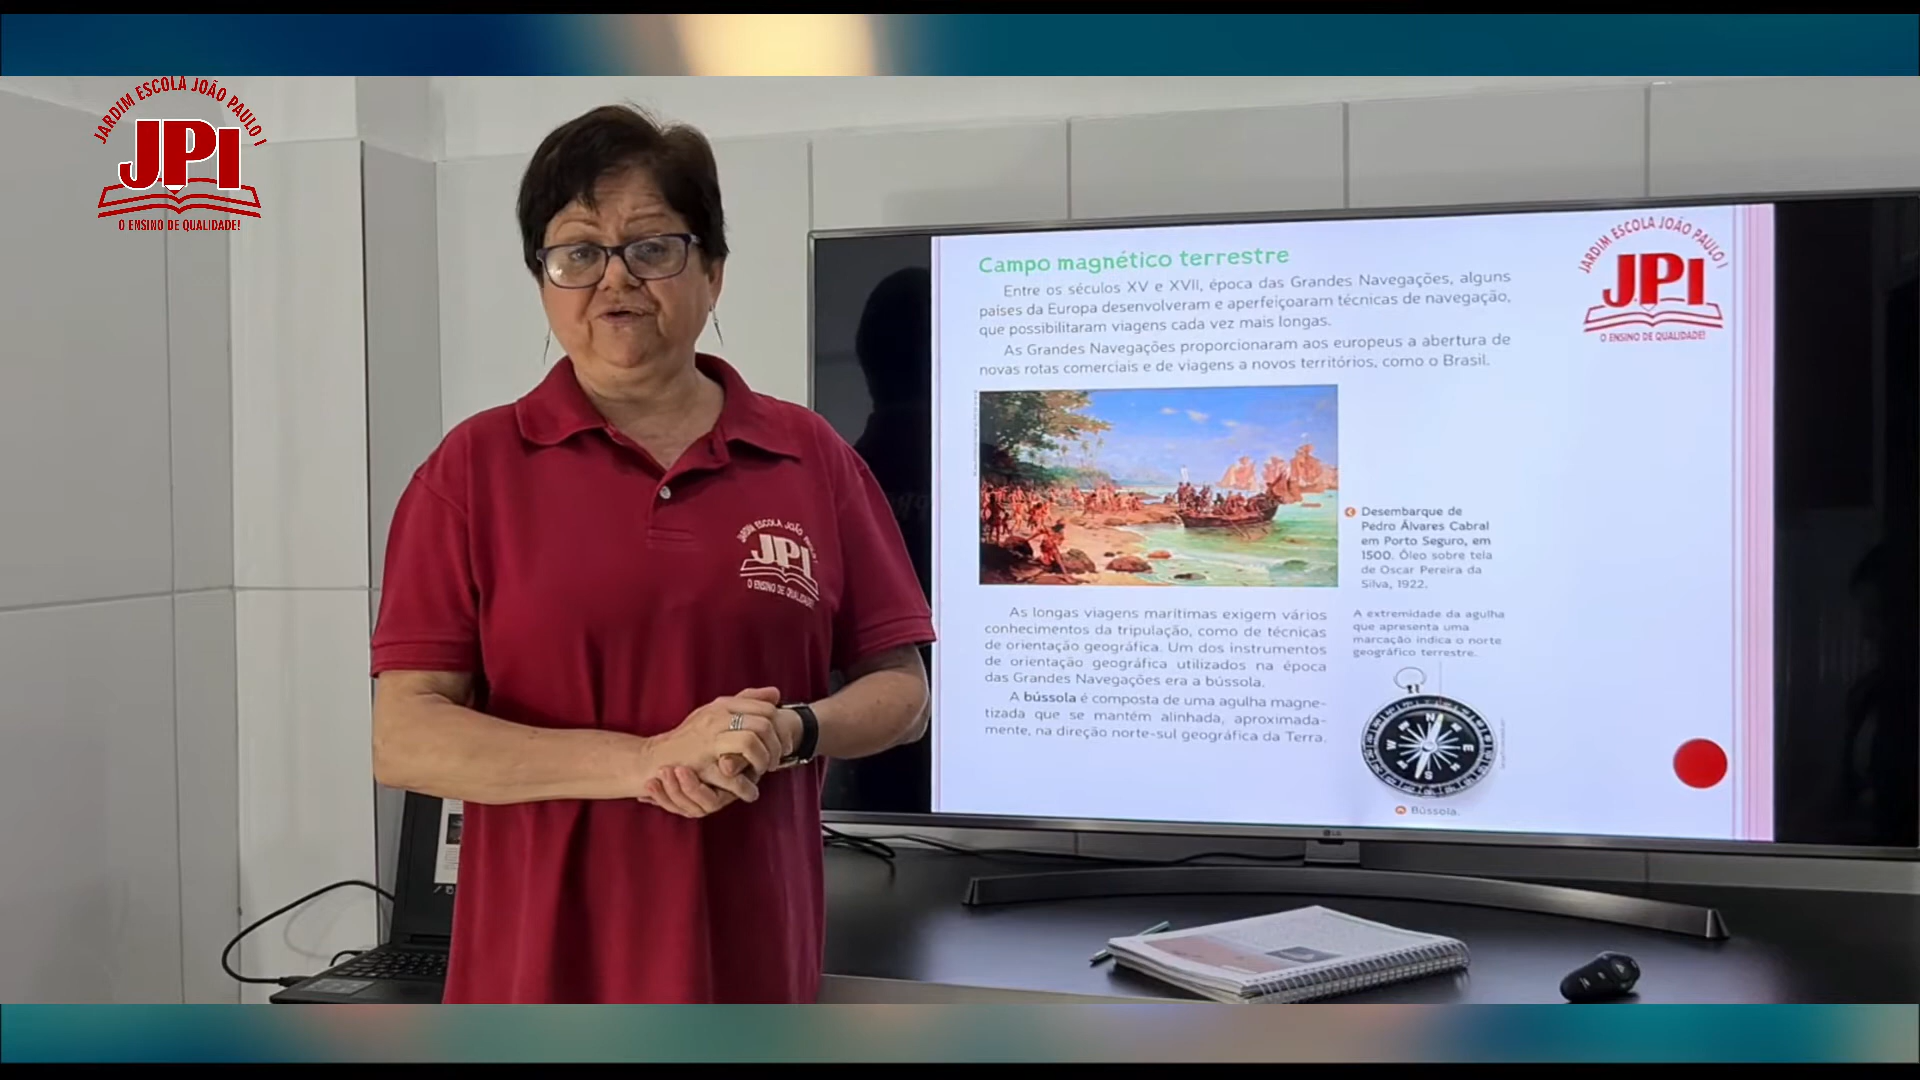 JARDIM ESCOLA JOÃO PAULO I
JPI
O ENSINO DE QUALIDADE!
JARDIM ESCOLA JOÃO PAULO I
JPI
O ENSINO DE QUALIDADE!
Campo magnético terrestre
Entre os séculos XV e XVII, época das Grandes Navegações, alguns
países da Europa desenvolveram e aperfeiçoaram técnicas de navegação,
que possibilitaram viagens cada vez mais longas.
As Grandes Navegações proporcionaram aos europeus a abertura de
novas rotas comerciais e de viagens a novos territórios, como o Brasil.
JARDIM ESCOLA JOÃO PAULO I
JPI
O ENSINO DE QUALIDADE!
Desembarque de
Pedro Álvares Cabral
em Porto Seguro, em
1500. Óleo sobre tela
de Oscar Pereira da
Silva, 1922.
As longas viagens marítimas exigem vários
conhecimentos da tripulação, como de técnicas
de orientação geográfica. Um dos instrumentos
de orientação geográfica utilizados na época
das Grandes Navegações era a bússola.
A bússola é composta de uma agulha magne-
tizada que se mantém alinhada, aproximada-
mente, na direção norte-sul geográfica da Terra.
A extremidade da agulha
que apresenta uma
marcação indica o norte
geográfico terrestre.
N
W E
S
Bússola.
LG